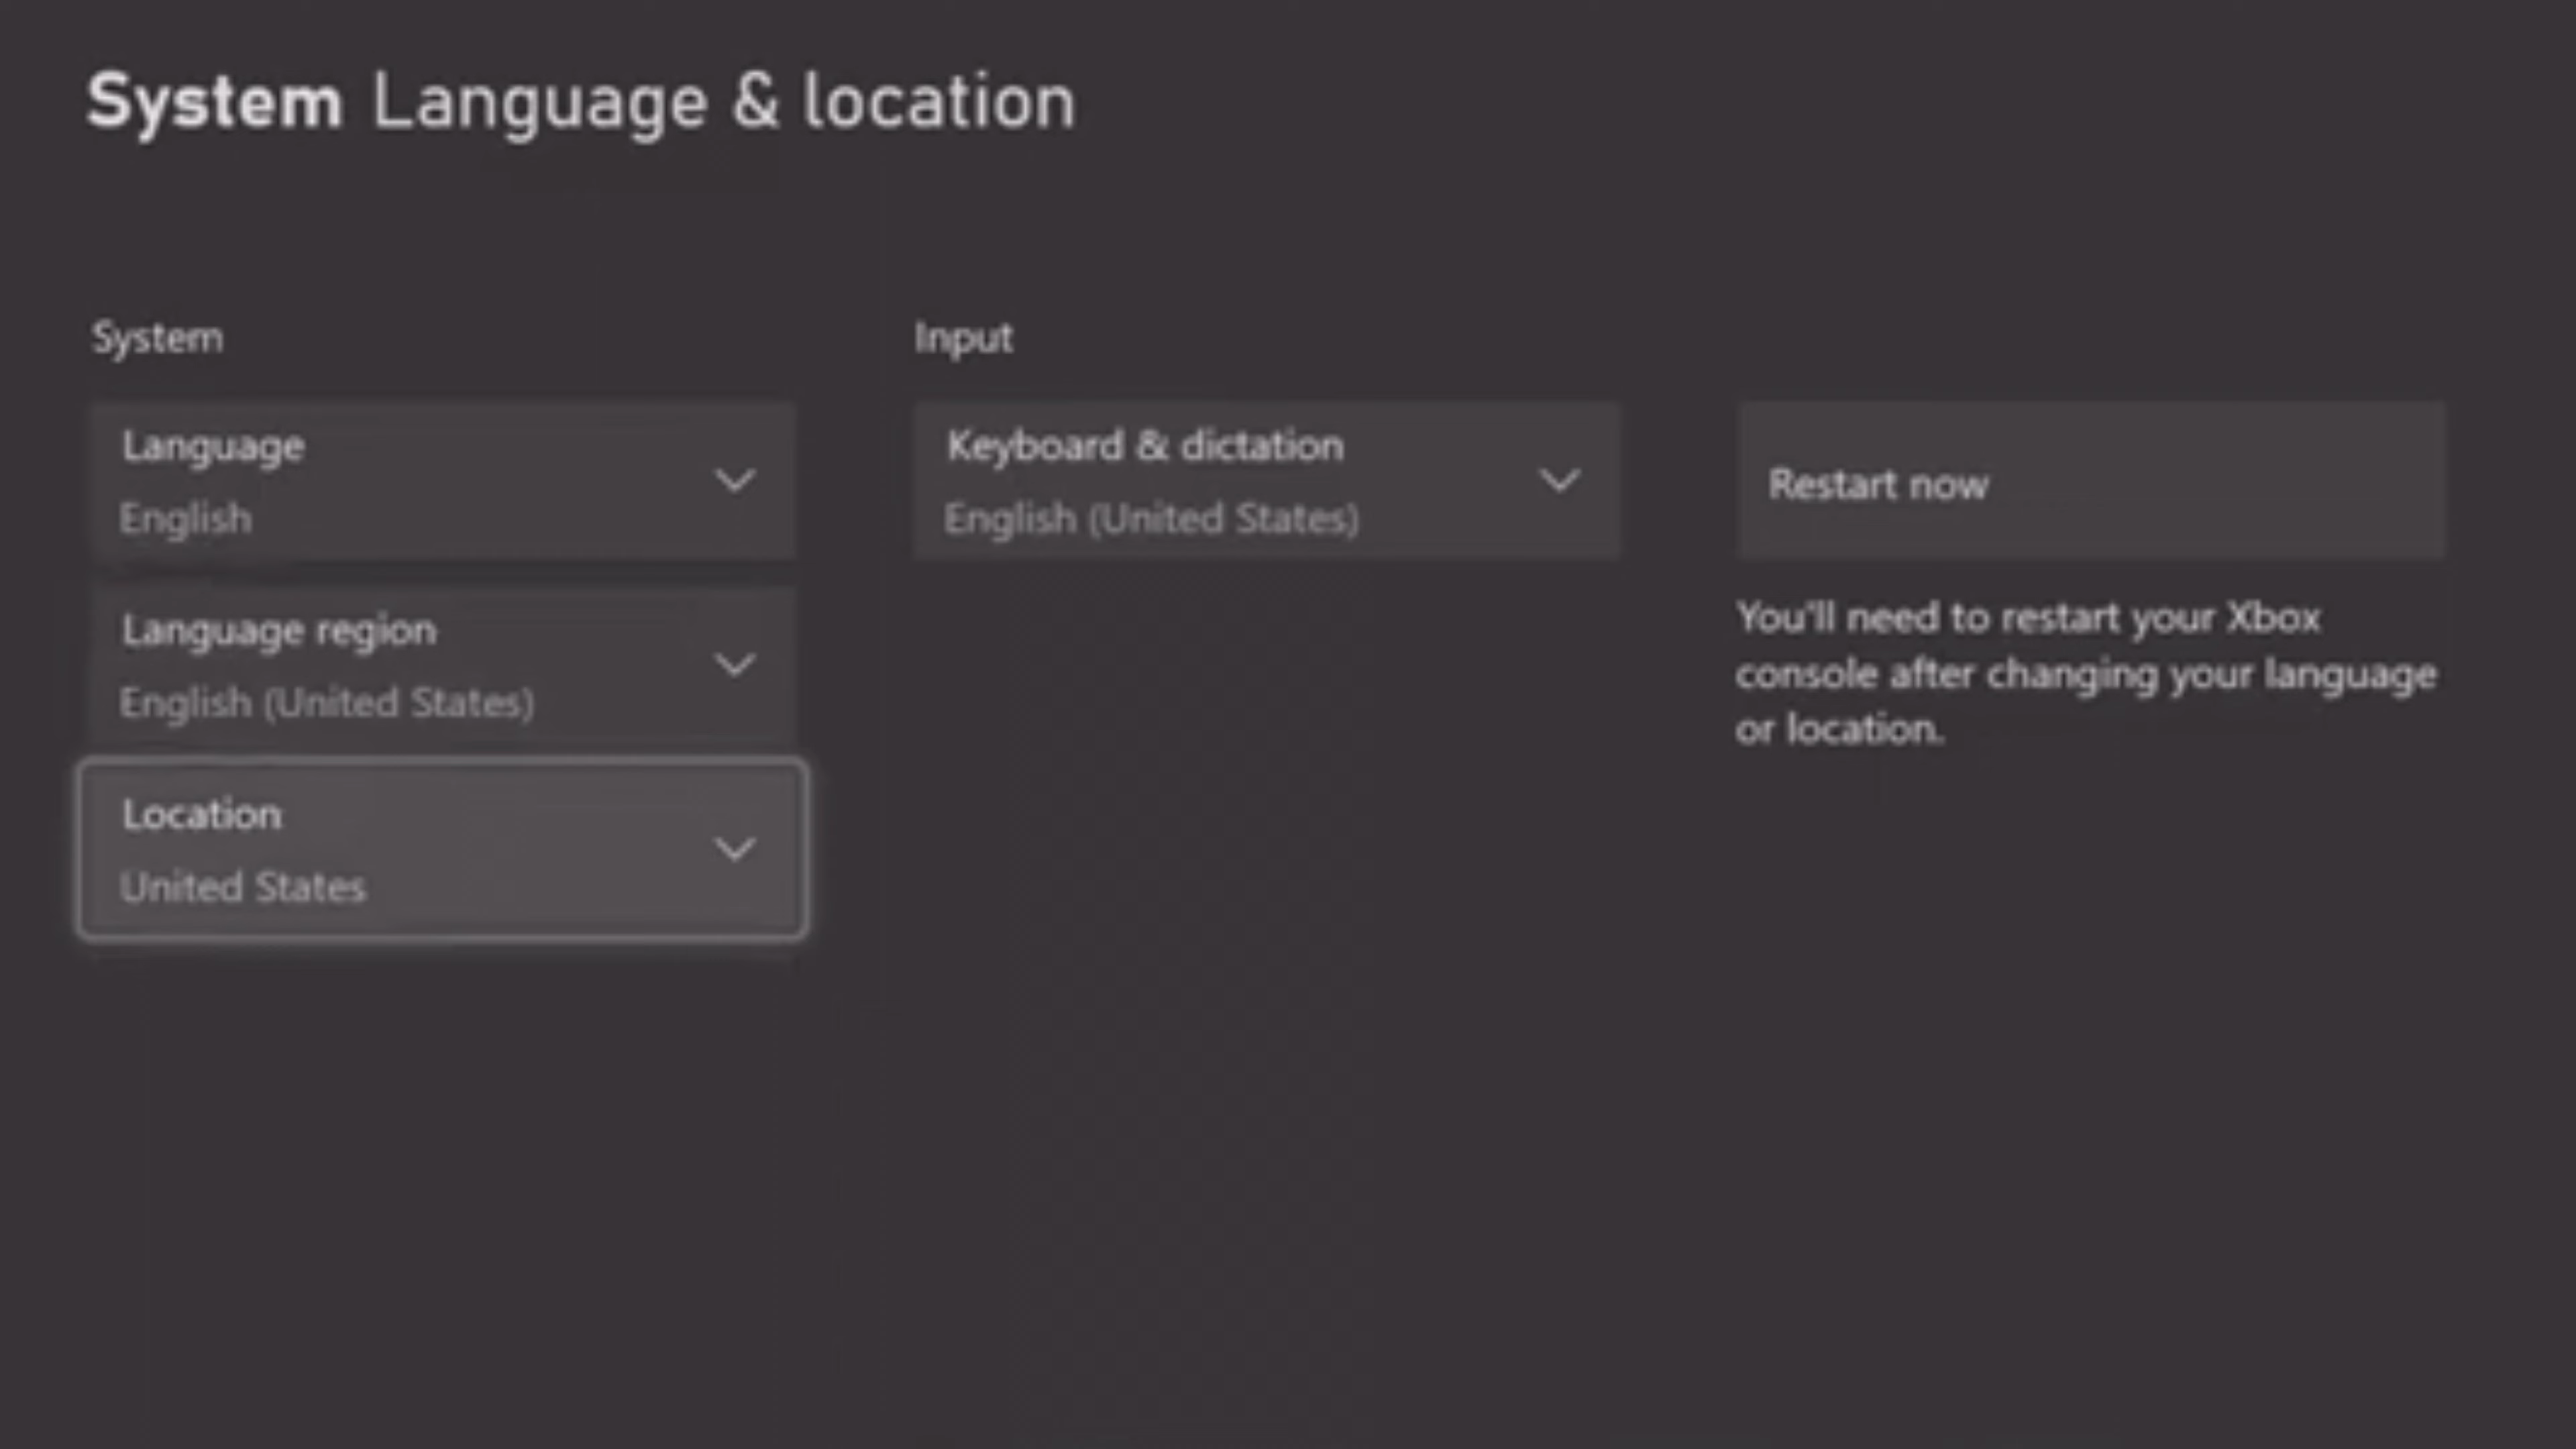 System Language & location
System
Language
English
Language region
English (United States)
Location
United States
Input
Keyboard & dictation
English (United States)
Restart now
You'll need to restart your Xbox
console after changing your language
or location.